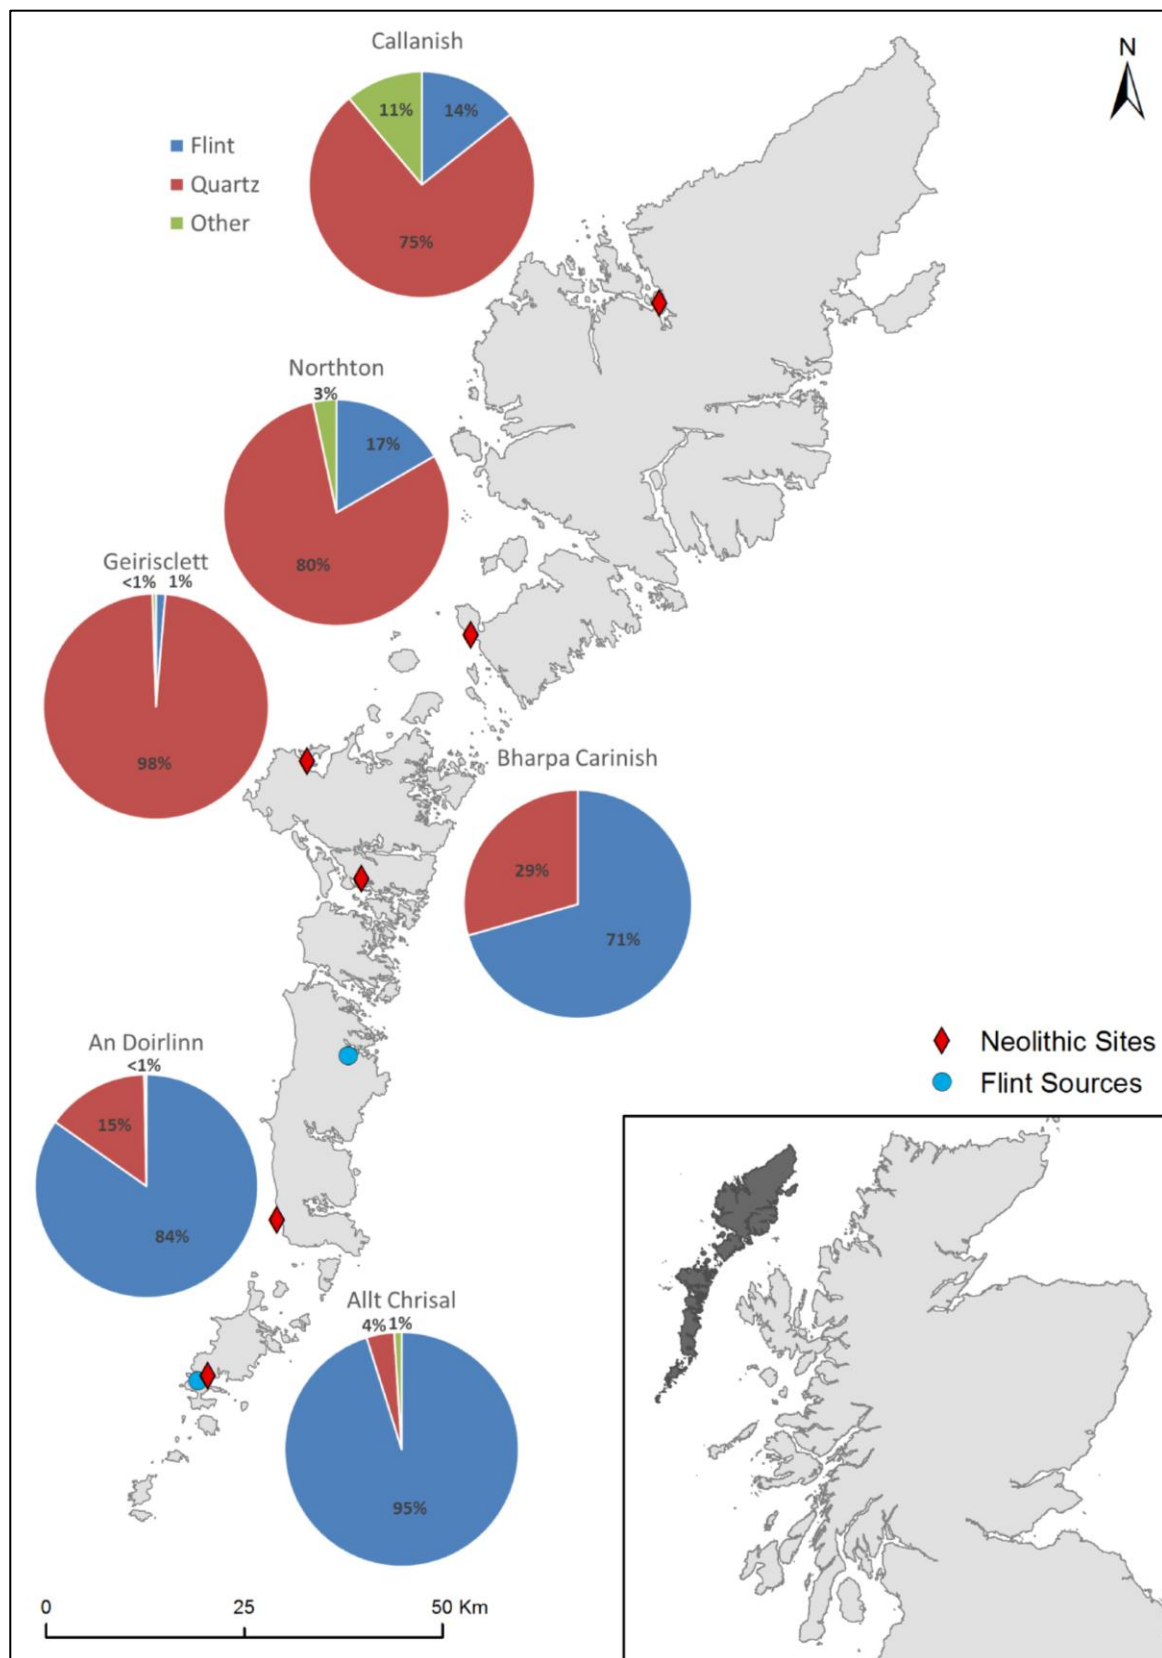 Callanish
N
11%
14%
Flint
Quartz
Other
75%
Northton
3%
17%
80%
Geirisclett
<1%
1%
98%
Bharpa Carinish
29%
71%
An Doirlinn
<1%
15%
84%
Neolithic Sites
Flint Sources
Allt Chrisal
4%
1%
95%
0
25
50 Km